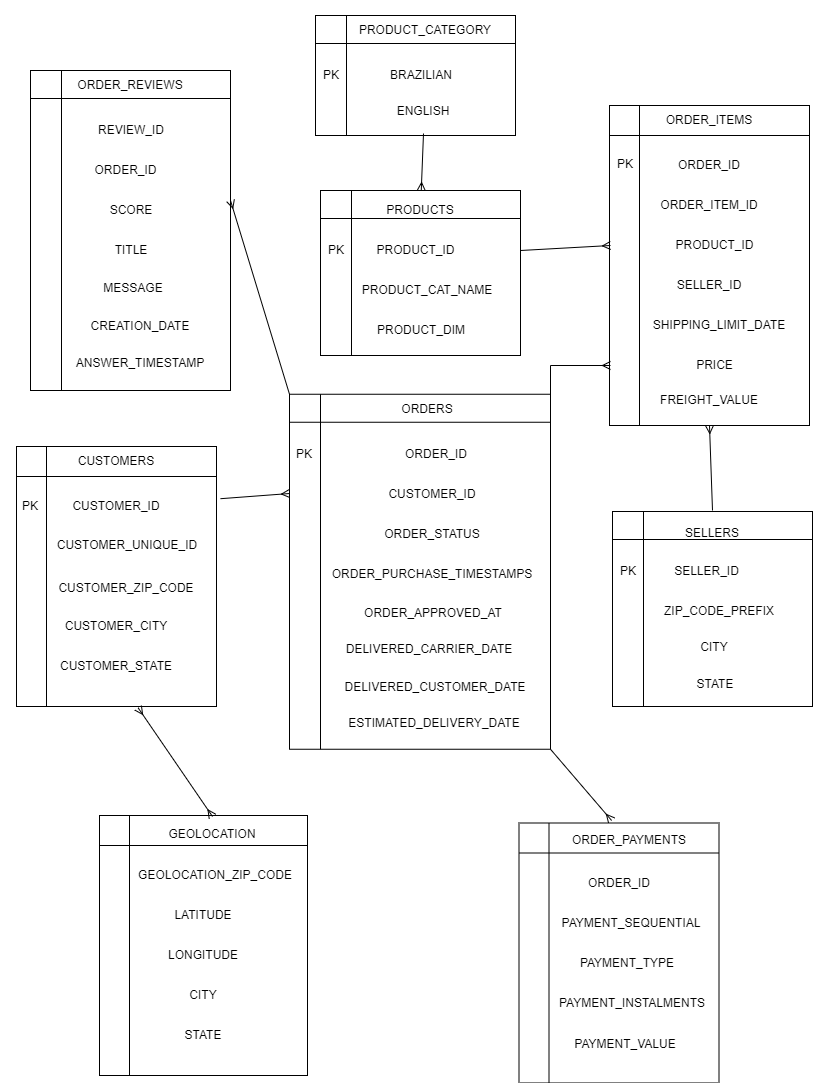 PRODUCT_CATEGORY
PK BRAZILIAN
ENGLISH
ORDER_REVIEWS
REVIEW_ID
ORDER_ID
SCORE
TITLE
MESSAGE
CREATION_DATE
ANSWER_TIMESTAMP
PRODUCTS
PK PRODUCT_ID
PRODUCT_CAT_NAME
PRODUCT_DIM
ORDER_ITEMS
PK ORDER_ID
ORDER_ITEM_ID
PRODUCT_ID
SELLER_ID
SHIPPING_LIMIT_DATE
PRICE
FREIGHT_VALUE
CUSTOMERS
PK CUSTOMER_ID
CUSTOMER_UNIQUE_ID
CUSTOMER_ZIP_CODE
CUSTOMER_CITY
CUSTOMER_STATE
ORDERS
PK ORDER_ID
CUSTOMER_ID
ORDER_STATUS
ORDER_PURCHASE_TIMESTAMPS
ORDER_APPROVED_AT
DELIVERED_CARRIER_DATE
DELIVERED_CUSTOMER_DATE
ESTIMATED_DELIVERY_DATE
SELLERS
PK SELLER_ID
ZIP_CODE_PREFIX
CITY
STATE
GEOLOCATION
GEOLOCATION_ZIP_CODE
LATITUDE
LONGITUDE
CITY
STATE
ORDER_PAYMENTS
ORDER_ID
PAYMENT_SEQUENTIAL
PAYMENT_TYPE
PAYMENT_INSTALMENTS
PAYMENT_VALUE